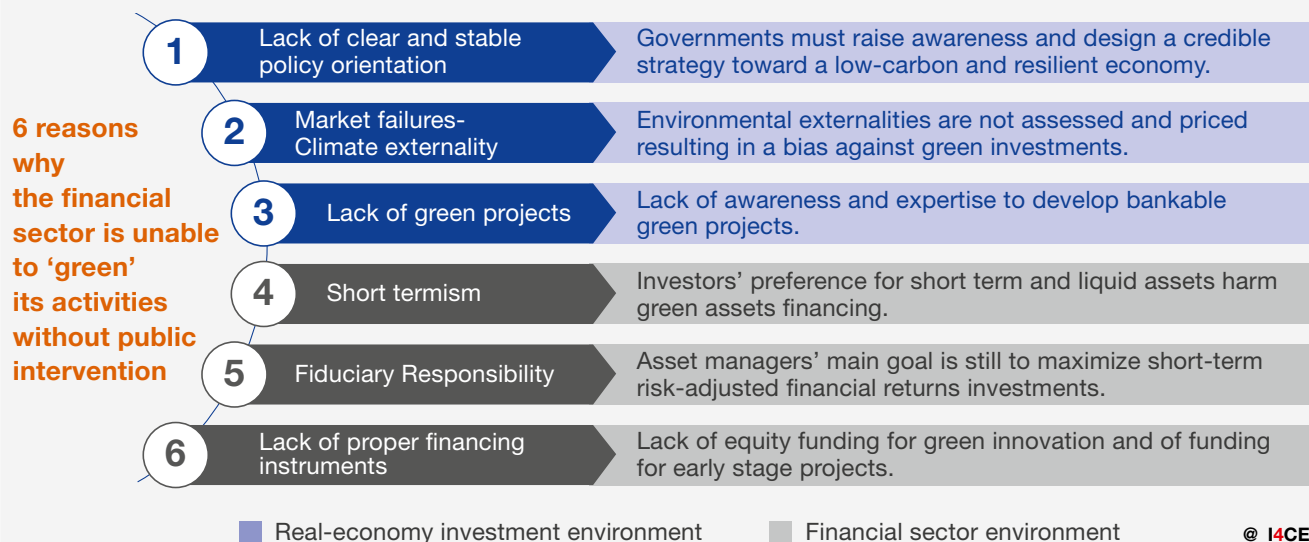 6 reasons
why
the financial
sector is unable
to ‘green’
its activities
without public
intervention
1
Lack of clear and stable
policy orientation
Governments must raise awareness and design a credible
strategy toward a low-carbon and resilient economy.
2
Market failures-
Climate externality
Environmental externalities are not assessed and priced
resulting in a bias against green investments.
3
Lack of green projects
Lack of awareness and expertise to develop bankable
green projects.
4
Short termism
Investors’ preference for short term and liquid assets harm
green assets financing.
5
Fiduciary Responsibility
Asset managers’ main goal is still to maximize short-term
risk-adjusted financial returns investments.
6
Lack of proper financing
instruments
Lack of equity funding for green innovation and of funding
for early stage projects.
Real-economy investment environment
Financial sector environment
@ I4CE